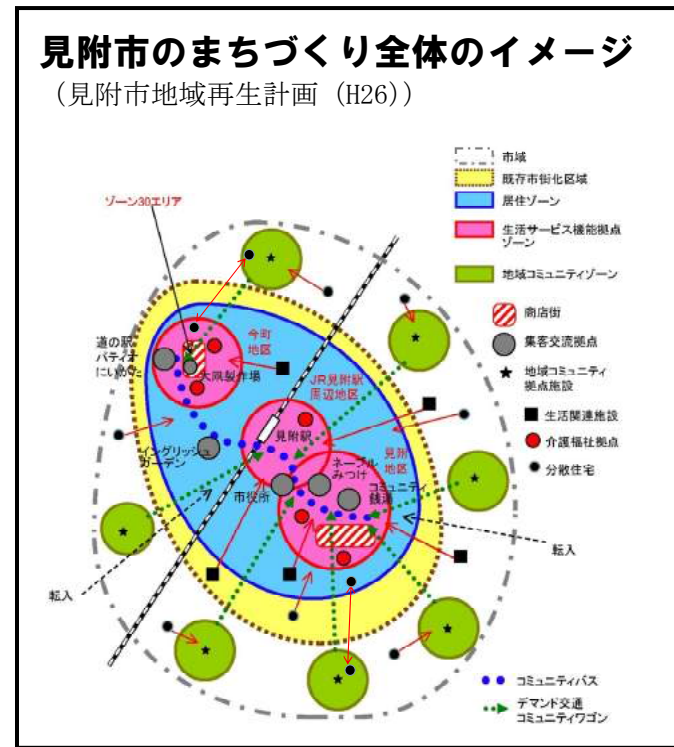 見附市のまちづくり全体のイメージ
（見附市地域再生計画（H26））
市域
既存市街化区域
居住ゾーン
生活サービス機能拠点
ゾーン
地域コミュニティゾーン
商店街
集客交流拠点
地域コミュニティ
拠点施設
生活関連施設
介護福祉拠点
分散住宅
ゾーン30エリア
道の駅
パティオ
にいがた
今町
地区
大凧製作場
JR見附駅
周辺地区
見附駅
イングリッシュ
ガーデン
見附
地区
ネーブル
みつけ
市役所
コミュニティ
銭湯
転入
転入
コミュニティバス
デマンド交通
コミュニティワゴン